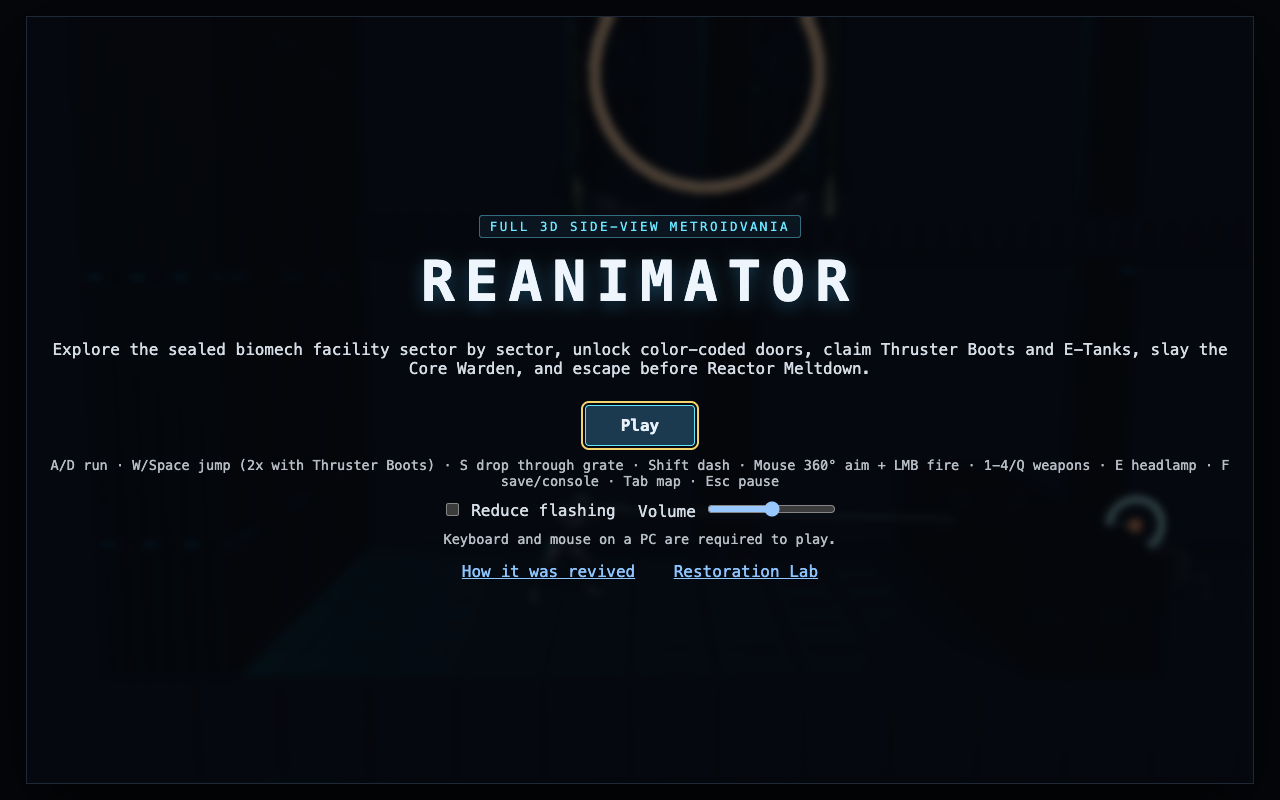 FULL 3D SIDE-VIEW METROIDVANIA
REANIMATOR
Explore the sealed biomech facility sector by sector, unlock color-coded doors, claim Thruster Boots and E-Tanks, slay the
Core Warden, and escape before Reactor Meltdown.
Play
A/D run · W/Space jump (2x with Thruster Boots) · S drop through grate · Shift dash · Mouse 360° aim + LMB fire · 1-4/Q weapons · E headlamp · F
save/console · Tab map · Esc pause
Reduce flashing Volume
Keyboard and mouse on a PC are required to play.
How it was revived Restoration Lab